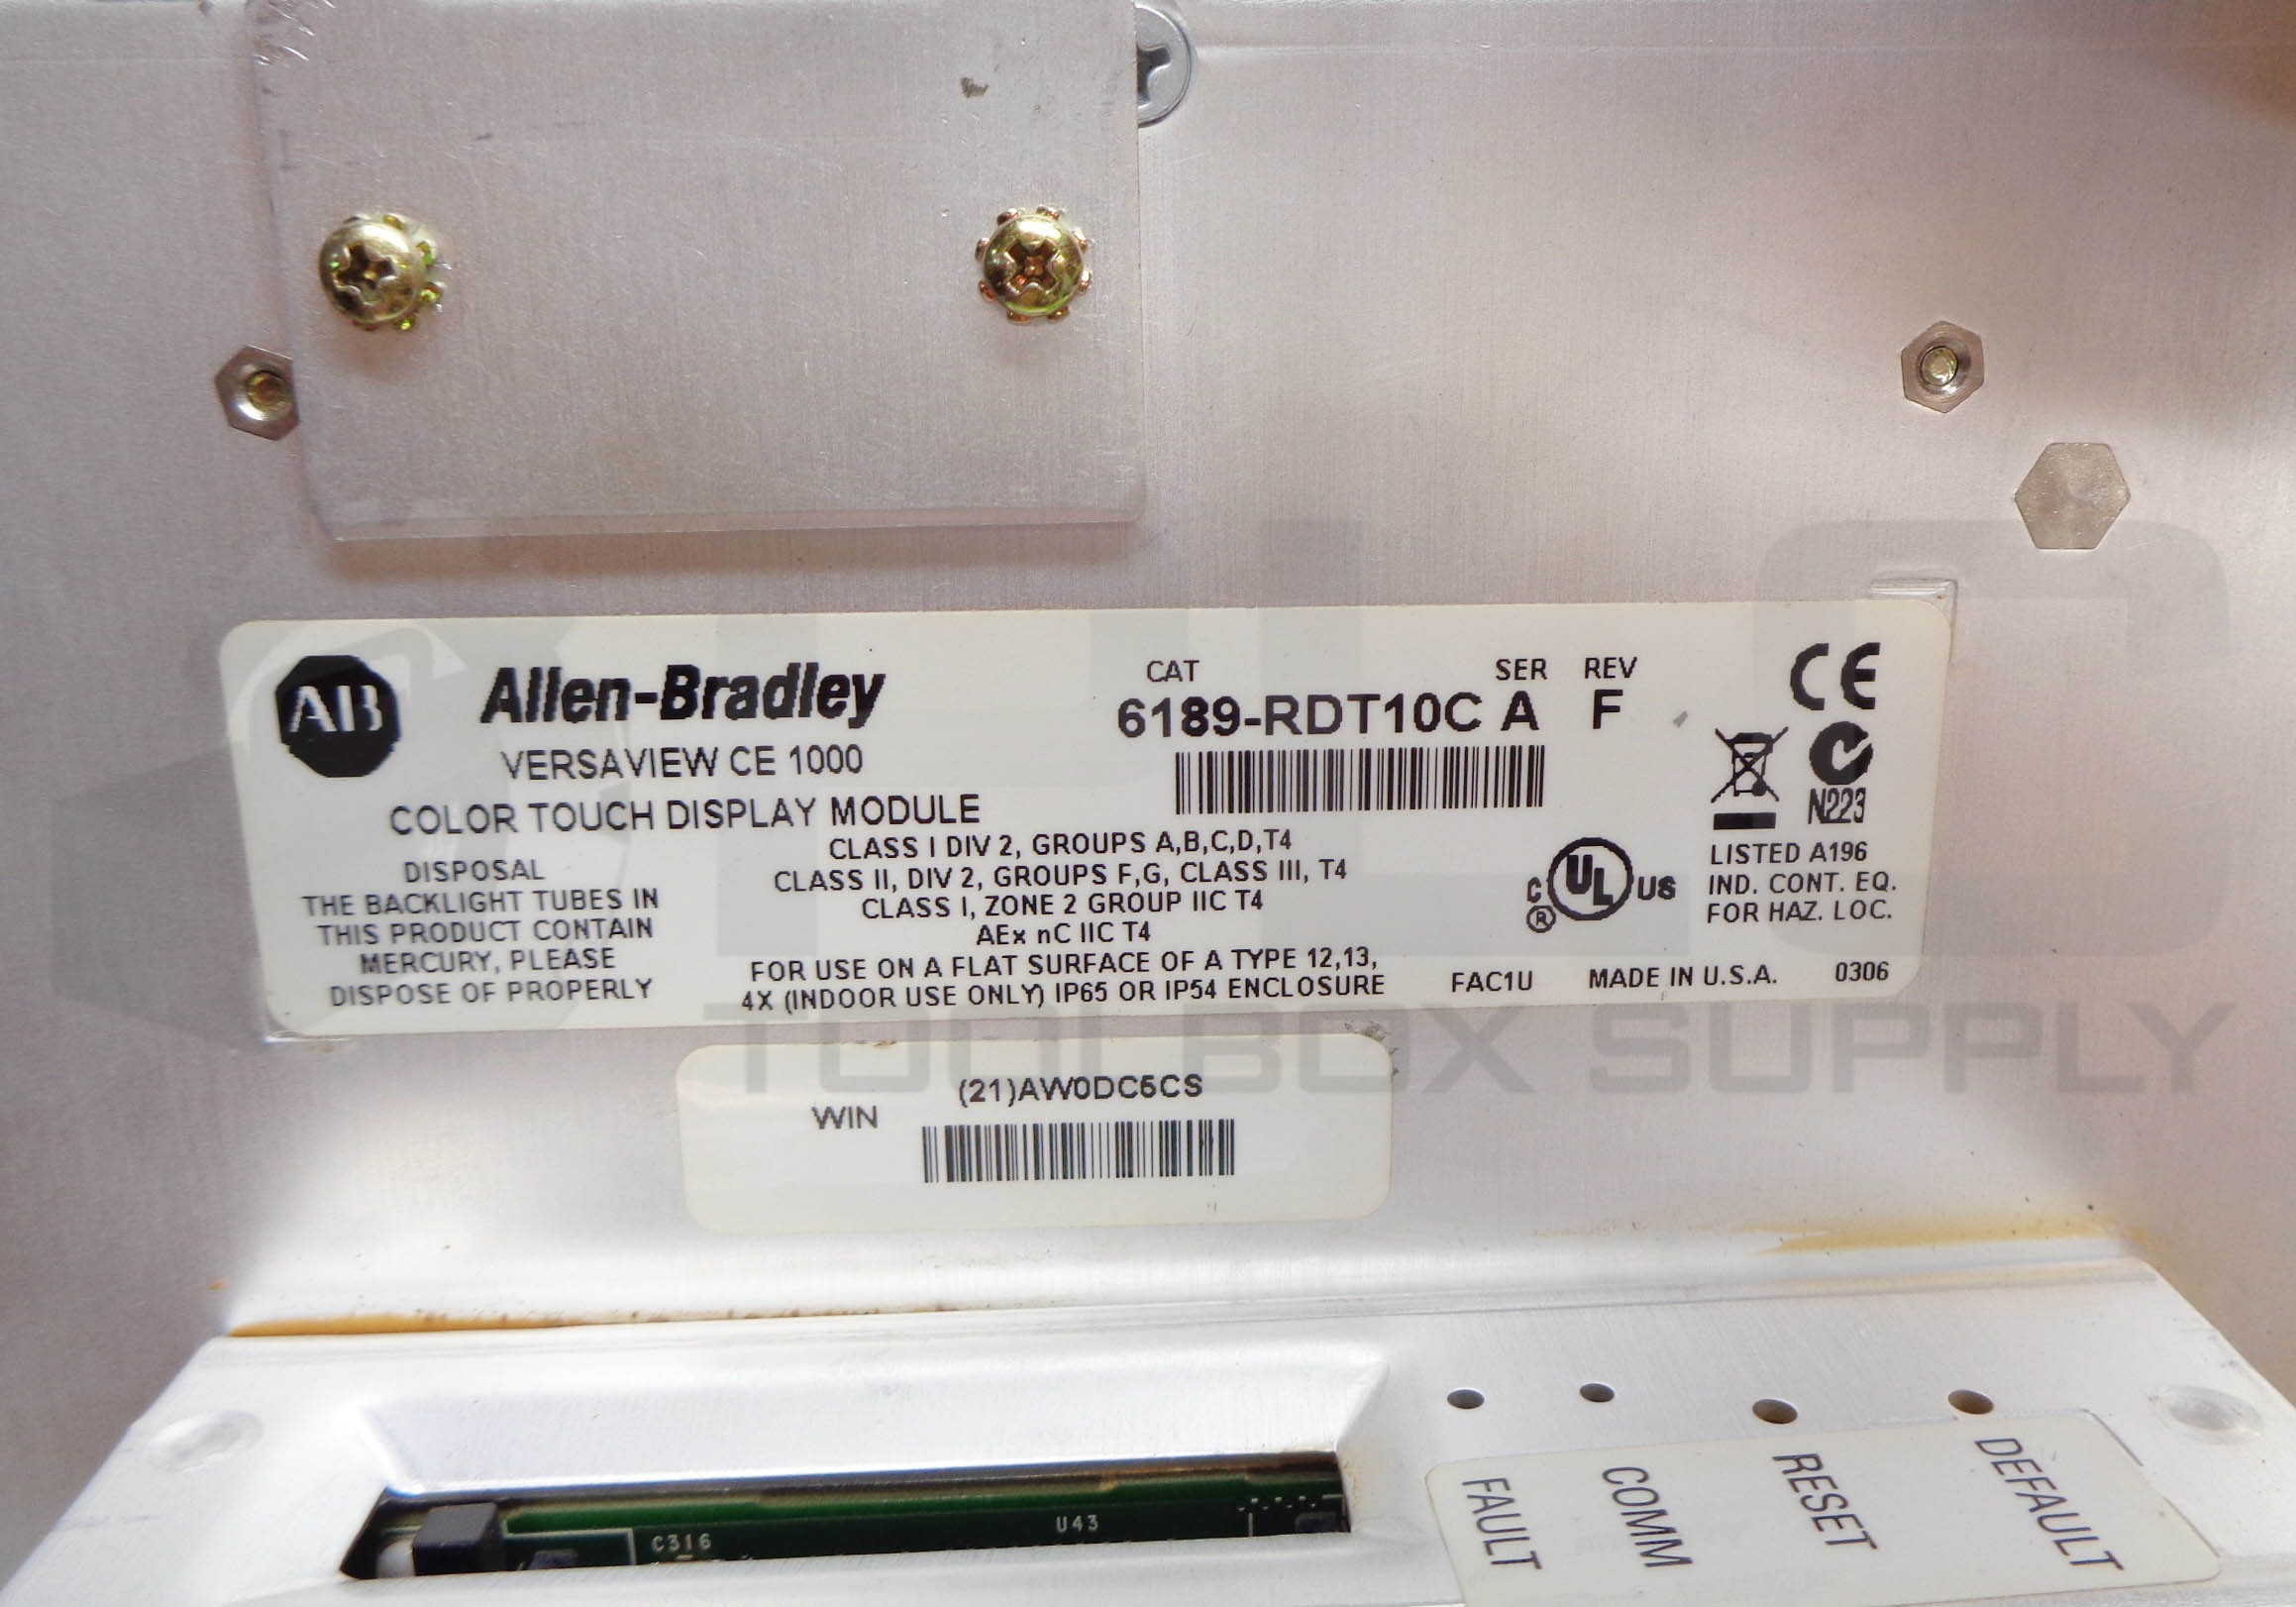 AB
Allen-Bradley
VERSAVIEW CE 1000
COLOR TOUCH DISPLAY MODULE
DISPOSAL
THE BACKLIGHT TUBES IN
THIS PRODUCT CONTAIN
MERCURY, PLEASE
DISPOSE OF PROPERLY
CAT SER REV
6189-RDT10C A F
CLASS I DIV 2, GROUPS A,B,C,D,T4
CLASS II, DIV 2, GROUPS F,G, CLASS III, T4
CLASS I, ZONE 2 GROUP IIC T4
AEx nC IIC T4
FOR USE ON A FLAT SURFACE OF A TYPE 12,13,
4X (INDOOR USE ONLY) IP65 OR IP54 ENCLOSURE
CE
N223
C UL US
®
LISTED A196
IND. CONT. EQ.
FOR HAZ. LOC.
FAC1U MADE IN U.S.A. 0306
PLC
TOOLBOX SUPPLY
(21)AW0DC5CS
WIN
FAULT
COMM
RESET
DEFAULT
C316
U43